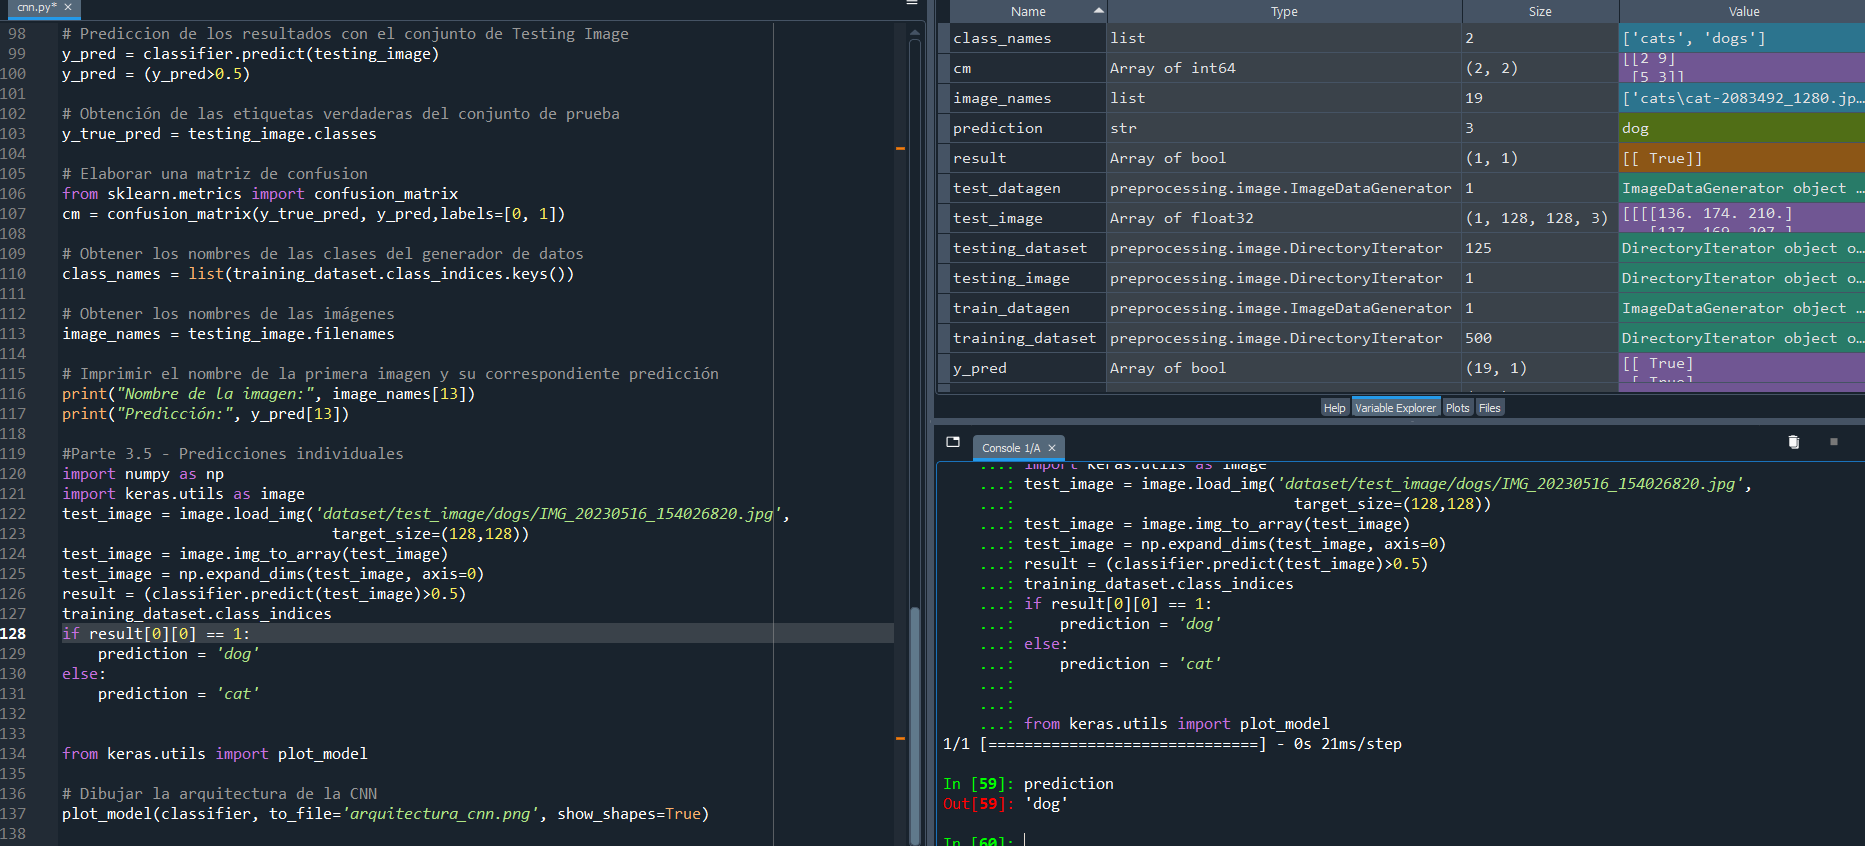 cnn.py*
98 # Prediccion de los resultados con el conjunto de Testing Image
99 y_pred = classifier.predict(testing_image)
100 y_pred = (y_pred>0.5)
101
102 # Obtención de las etiquetas verdaderas del conjunto de prueba
103 y_true_pred = testing_image.classes
104
105 # Elaborar una matriz de confusion
106 from sklearn.metrics import confusion_matrix
107 cm = confusion_matrix(y_true_pred, y_pred,labels=[0, 1])
108
109 # Obtener los nombres de las clases del generador de datos
110 class_names = list(training_dataset.class_indices.keys())
111
112 # Obtener los nombres de las imágenes
113 image_names = testing_image.filenames
114
115 # Imprimir el nombre de la primera imagen y su correspondiente predicción
116 print("Nombre de la imagen:", image_names[13])
117 print("Predicción:", y_pred[13])
118
119 #Parte 3.5 - Predicciones individuales
120 import numpy as np
121 import keras.utils as image
122 test_image = image.load_img('dataset/test_image/dogs/IMG_20230516_154026820.jpg',
123 target_size=(128,128))
124 test_image = image.img_to_array(test_image)
125 test_image = np.expand_dims(test_image, axis=0)
126 result = (classifier.predict(test_image)>0.5)
127 training_dataset.class_indices
128 if result[0][0] == 1:
129 prediction = 'dog'
130 else:
131 prediction = 'cat'
132
133
134 from keras.utils import plot_model
135
136 # Dibujar la arquitectura de la CNN
137 plot_model(classifier, to_file='arquitectura_cnn.png', show_shapes=True)
138
Name Type Size Value
class_names list 2 ['cats', 'dogs']
cm Array of int64 (2, 2) [[2 9]
[5 3]]
image_names list 19 ['cats\cat-2083492_1280.jp…
prediction str 3 dog
result Array of bool (1, 1) [[ True]]
test_datagen preprocessing.image.ImageDataGenerator 1 ImageDataGenerator object …
test_image Array of float32 (1, 128, 128, 3) [[[[136. 174. 210.]
[127. 169. 207.]
testing_dataset preprocessing.image.DirectoryIterator 125 DirectoryIterator object o…
testing_image preprocessing.image.DirectoryIterator 1 DirectoryIterator object o…
train_datagen preprocessing.image.ImageDataGenerator 1 ImageDataGenerator object …
training_dataset preprocessing.image.DirectoryIterator 500 DirectoryIterator object o…
y_pred Array of bool (19, 1) [[ True]
[ True]
Help Variable Explorer Plots Files
Console 1/A
...: import keras.utils as image
...: test_image = image.load_img('dataset/test_image/dogs/IMG_20230516_154026820.jpg',
...: target_size=(128,128))
...: test_image = image.img_to_array(test_image)
...: test_image = np.expand_dims(test_image, axis=0)
...: result = (classifier.predict(test_image)>0.5)
...: training_dataset.class_indices
...: if result[0][0] == 1:
...: prediction = 'dog'
...: else:
...: prediction = 'cat'
...:
...:
...: from keras.utils import plot_model
1/1 [==============================] - 0s 21ms/step
In [59]: prediction
Out[59]: 'dog'
In [60]: